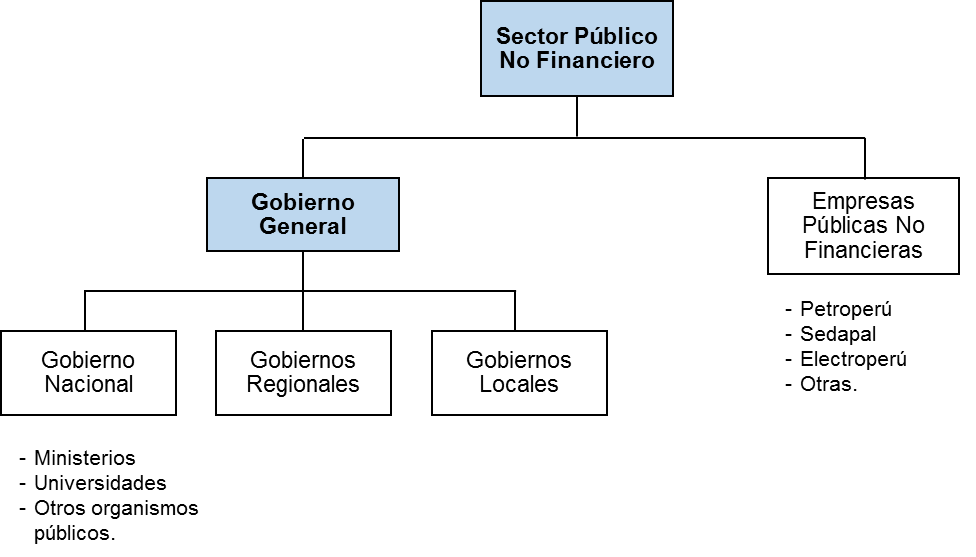 Sector Público
No Financiero
Gobierno
General
Empresas
Públicas No
Financieras
- Petroperú
- Sedapal
- Electroperú
- Otras.
Gobierno
Nacional
Gobiernos
Regionales
Gobiernos
Locales
- Ministerios
- Universidades
- Otros organismos
públicos.